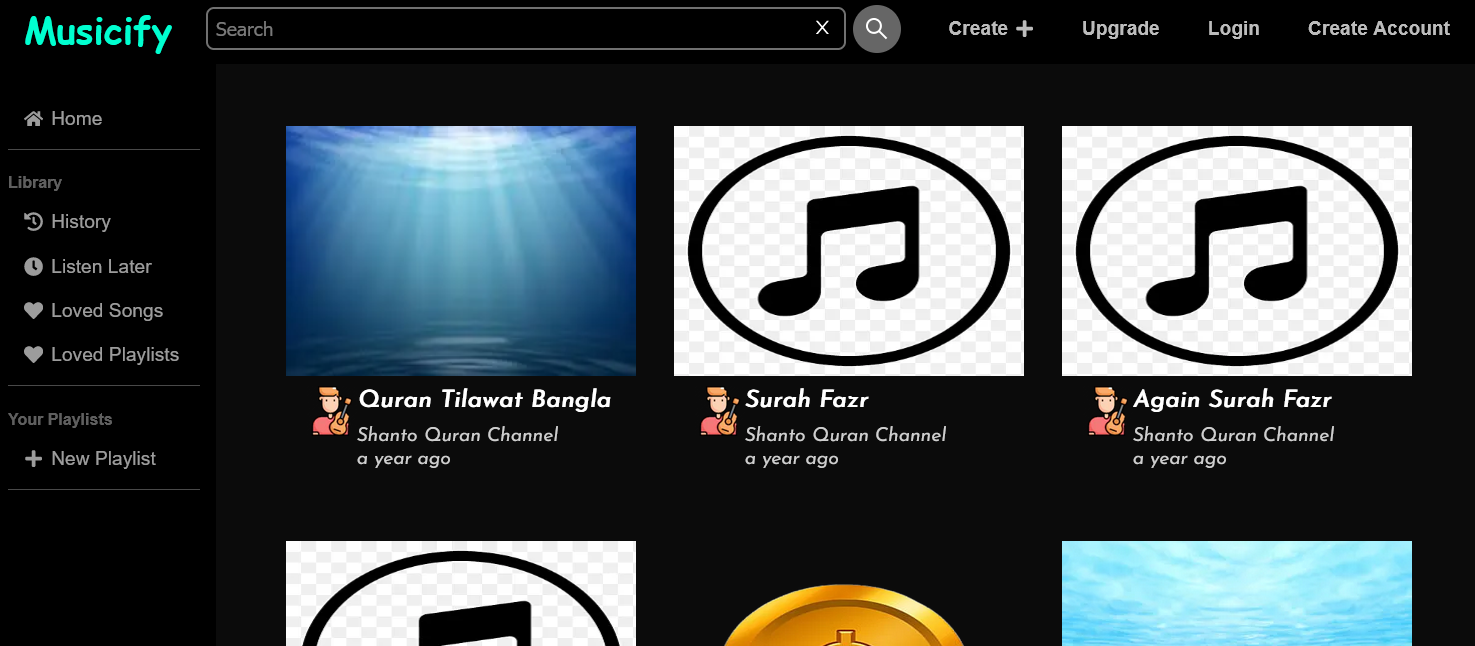 Musicify
Search
X
Create
Upgrade
Login
Create Account
Home
Library
History
Listen Later
Loved Songs
Loved Playlists
Your Playlists
New Playlist
Quran Tilawat Bangla
Shanto Quran Channel
a year ago
Surah Fazr
Shanto Quran Channel
a year ago
Again Surah Fazr
Shanto Quran Channel
a year ago